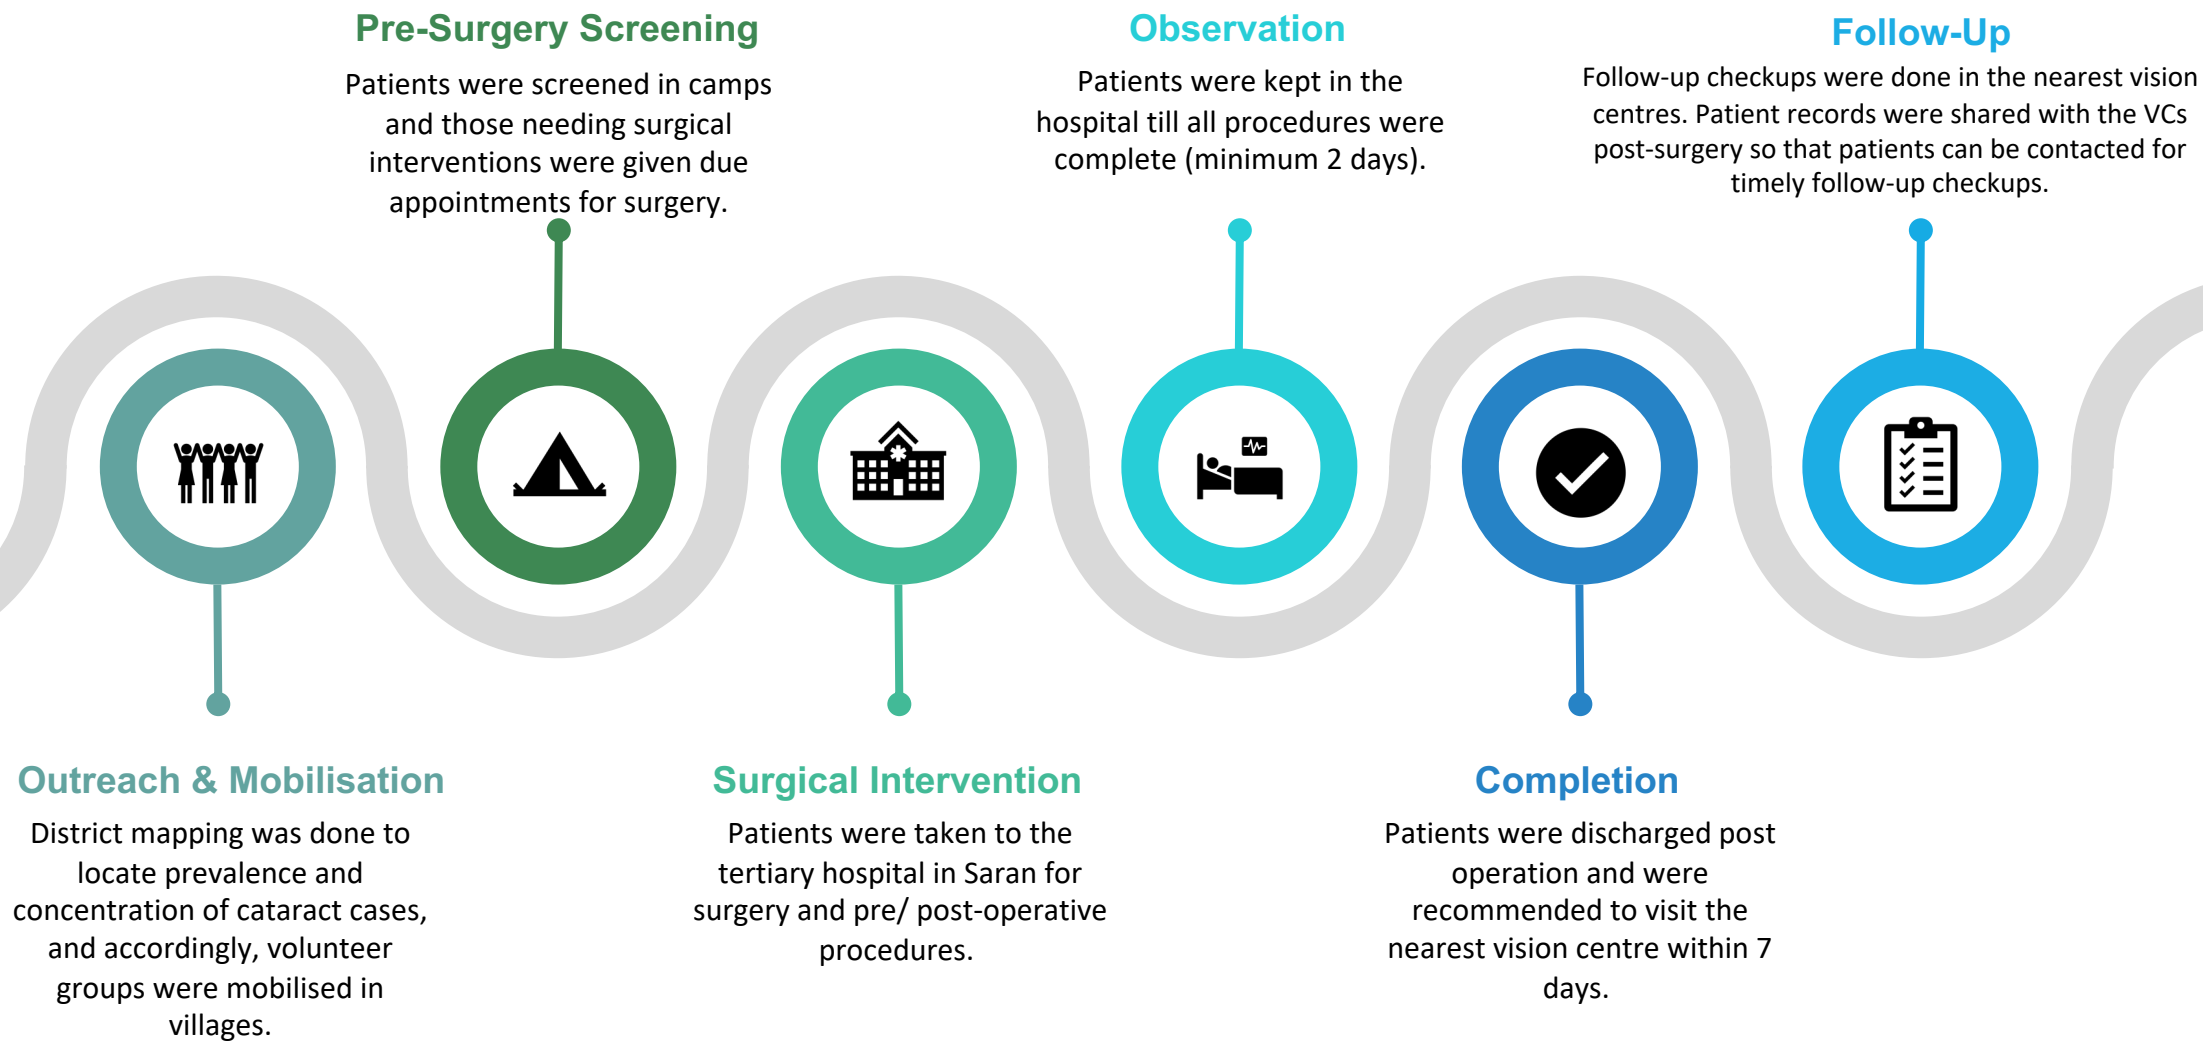 Pre-Surgery Screening
Patients were screened in camps
and those needing surgical
interventions were given due
appointments for surgery.
Observation
Patients were kept in the
hospital till all procedures were
complete (minimum 2 days).
Follow-Up
Follow-up checkups were done in the nearest vision
centres. Patient records were shared with the VCs
post-surgery so that patients can be contacted for
timely follow-up checkups.
Outreach & Mobilisation
District mapping was done to
locate prevalence and
concentration of cataract cases,
and accordingly, volunteer
groups were mobilised in
villages.
Surgical Intervention
Patients were taken to the
tertiary hospital in Saran for
surgery and pre/ post-operative
procedures.
Completion
Patients were discharged post
operation and were
recommended to visit the
nearest vision centre within 7
days.